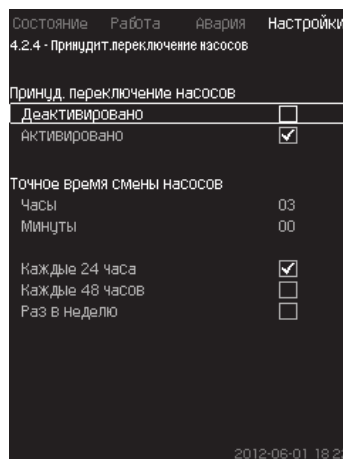 Состояние Работа Авария Настройки
4.2.4 - Принудит.переключение насосов
Принуд. переключение насосов
Деактивировано
Активировано
Точное время смены насосов
Часы 03
Минуты 00
Каждые 24 часа
Каждые 48 часов
Раз в неделю
2012-06-01 18:22